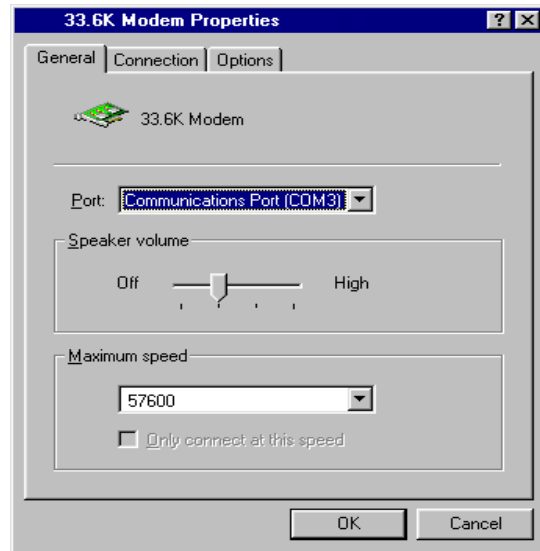 33.6K Modem Properties
General Connection Options
33.6K Modem
Port: Communications Port (COM3)
Speaker volume
Off High
Maximum speed
57600
Only connect at this speed
OK Cancel